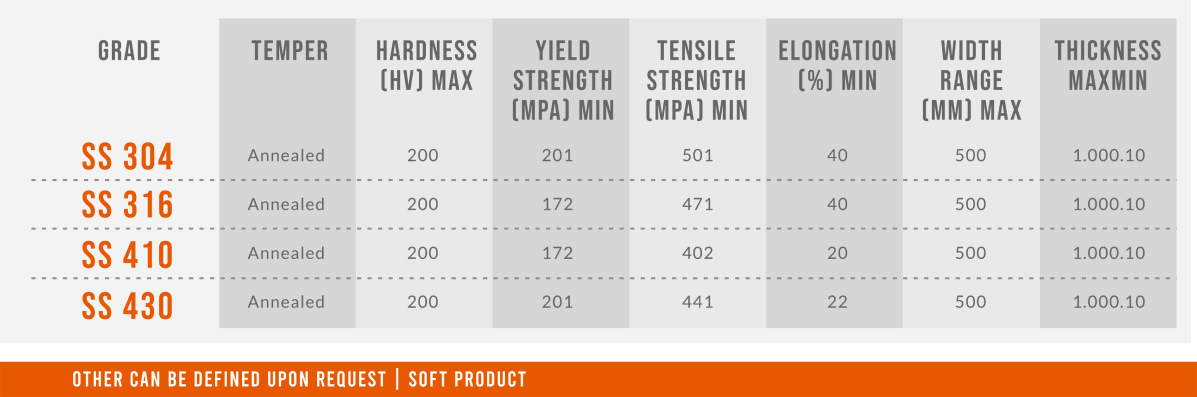 GRADE TEMPER HARDNESS (HV) MAX YIELD STRENGTH (MPA) MIN TENSILE STRENGTH (MPA) MIN ELONGATION (%) MIN WIDTH RANGE (MM) MAX THICKNESS MAXMIN
SS 304 Annealed 200 201 501 40 500 1.000.10
SS 316 Annealed 200 172 471 40 500 1.000.10
SS 410 Annealed 200 172 402 20 500 1.000.10
SS 430 Annealed 200 201 441 22 500 1.000.10
OTHER CAN BE DEFINED UPON REQUEST | SOFT PRODUCT